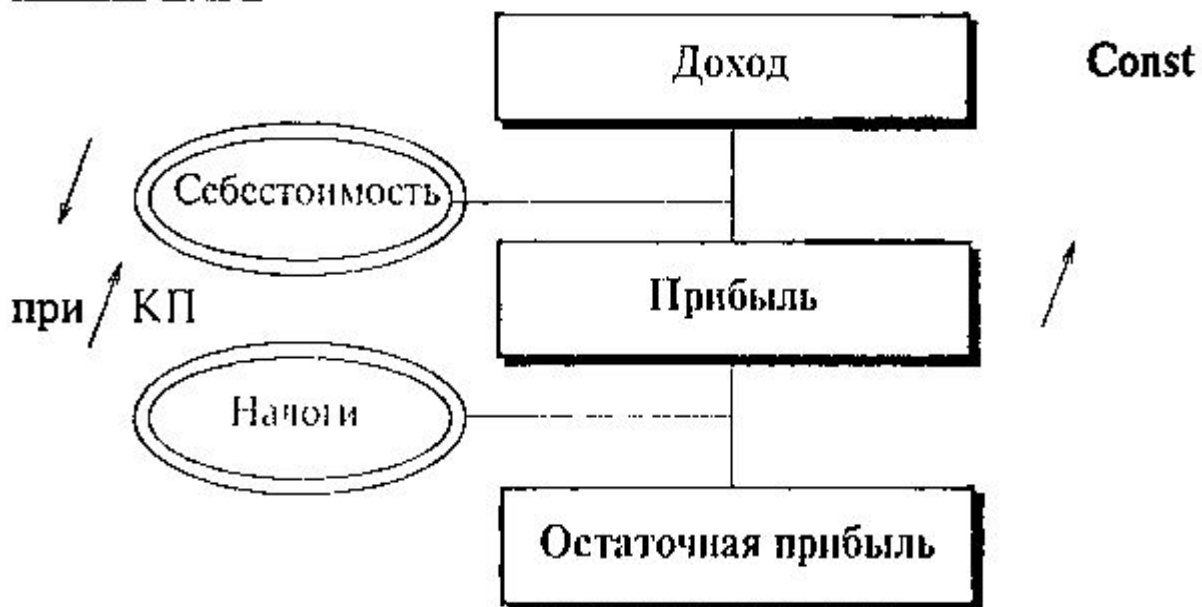 Доход
Const
Себестоимость
при КП
Прибыль
Налоги
Остаточная прибыль